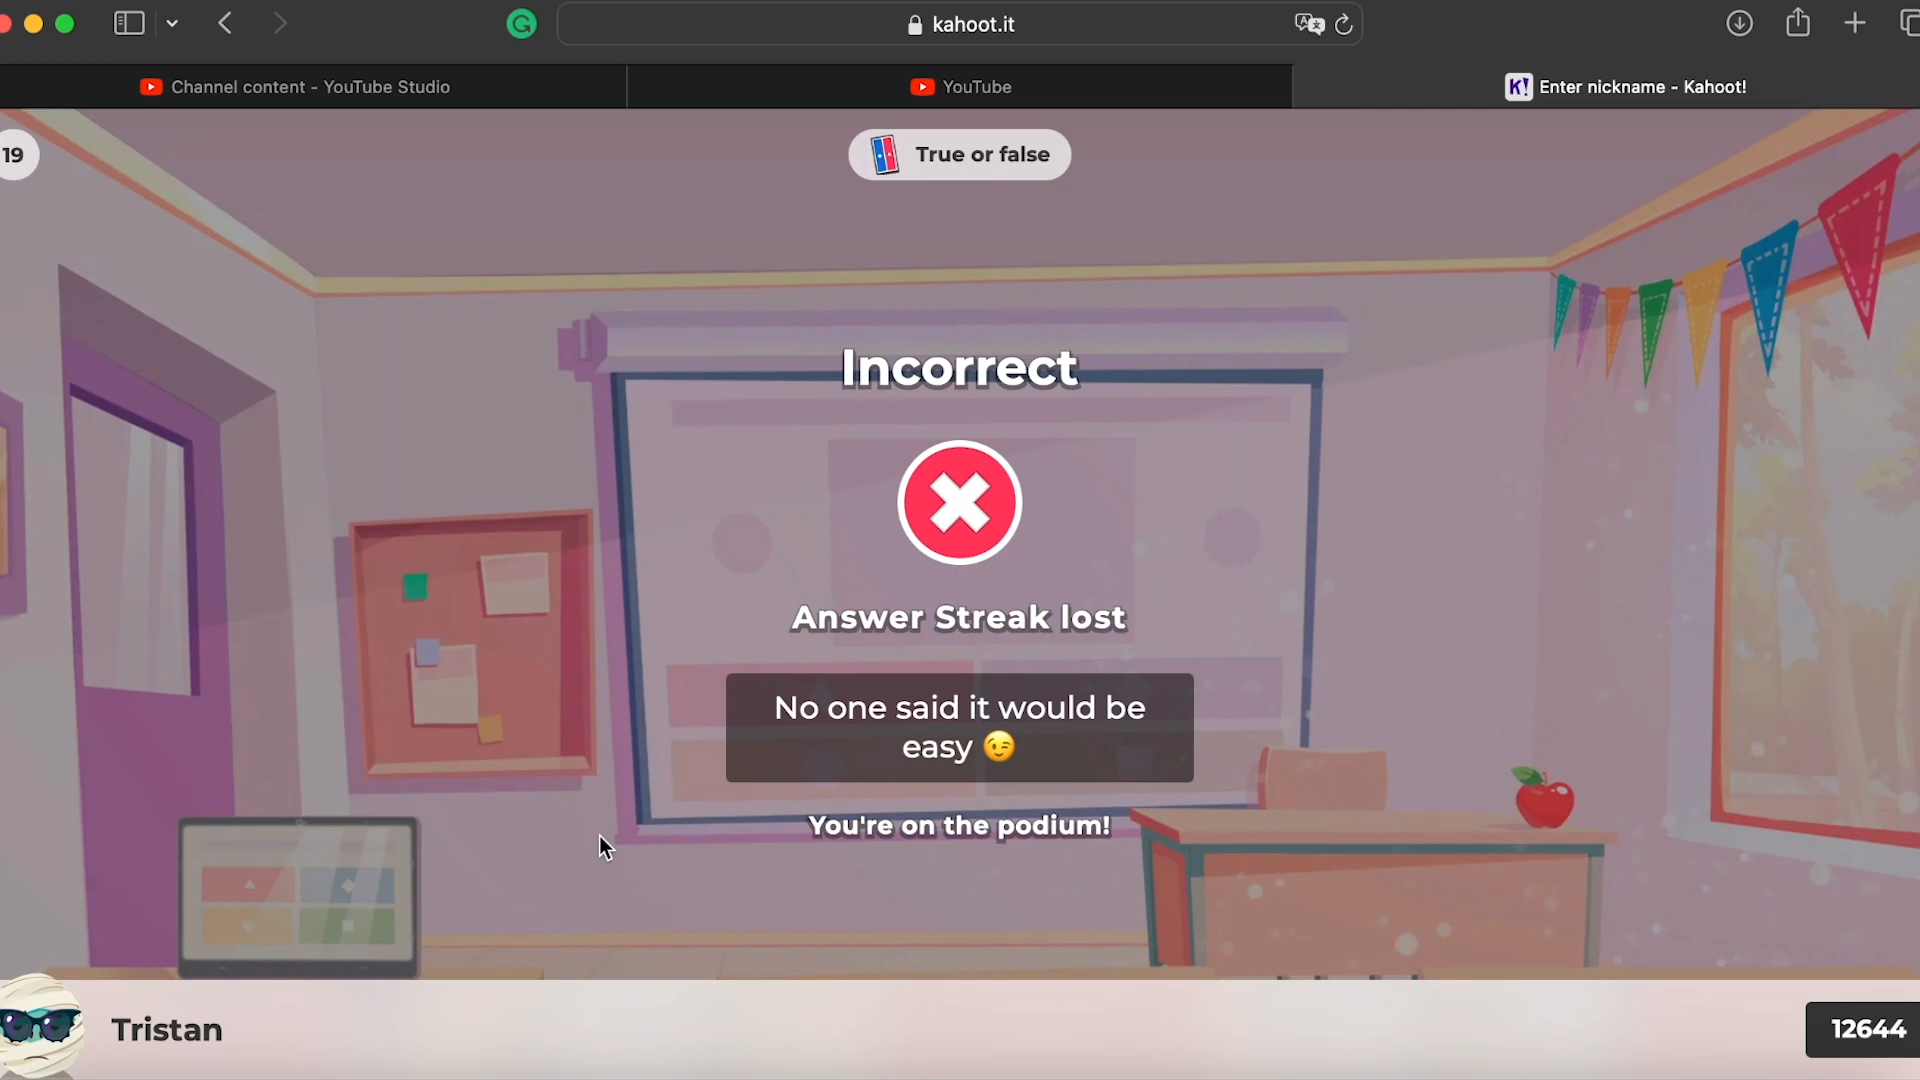 kahoot.it
Channel content - YouTube Studio
YouTube
K! Enter nickname - Kahoot!
19
True or false
Incorrect
Answer Streak lost
No one said it would be
easy 😉
You're on the podium!
Tristan
12644